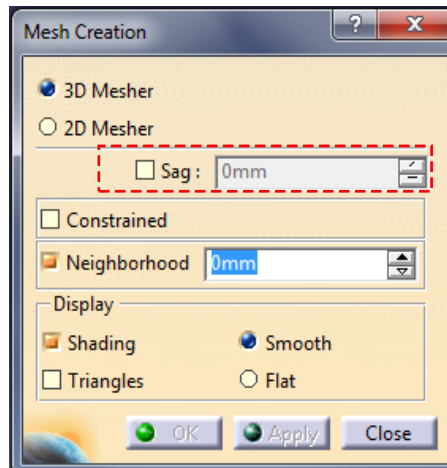 Mesh Creation
3D Mesher
2D Mesher
Sag : 0mm
Constrained
Neighborhood 0mm
Display
Shading Smooth
Triangles Flat
OK Apply Close